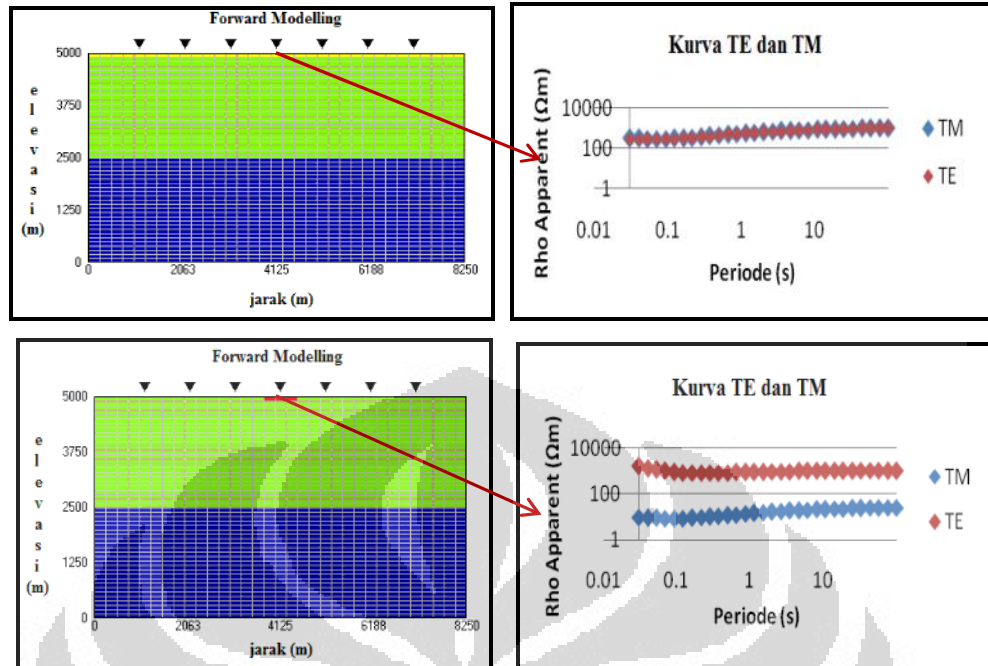 Forward Modelling
5000
3750
2500
1250
0
elevasi
(m)
0 2063 4125 6188 8250
jarak (m)
Kurva TE dan TM
Rho Apparent (Ωm)
10000
100
1
0.01 0.1 1 10
Periode (s)
TM
TE
Forward Modelling
5000
3750
2500
1250
0
elevasi
(m)
0 2063 4125 6188 8250
jarak (m)
Kurva TE dan TM
Rho Apparent (Ωm)
10000
100
1
0.01 0.1 1 10
Periode (s)
TM
TE